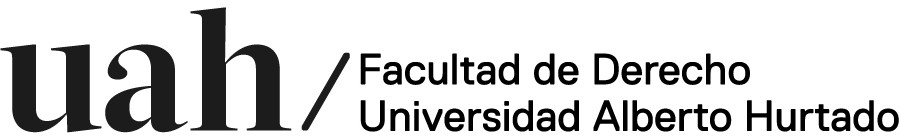 uah/
Facultad de Derecho
Universidad Alberto Hurtado